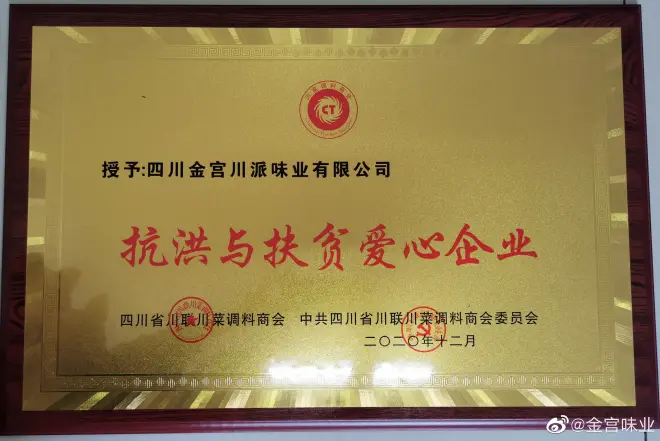 CT
授予:四川金宫川派味业有限公司
抗洪与扶贫爱心企业
四川省川联川菜调料商会 中共四川省川联川菜调料商会委员会
二〇二〇年十二月
@金宫味业